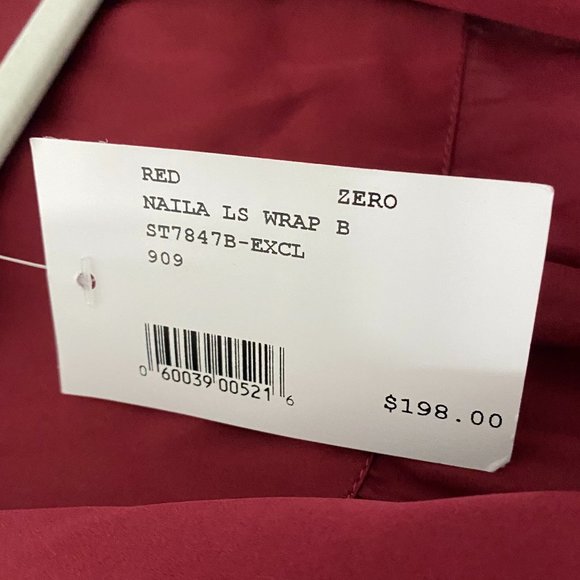 RED ZERO
NAILA LS WRAP B
ST7847B-EXCL
909
0 60039 00521 6
$198.00